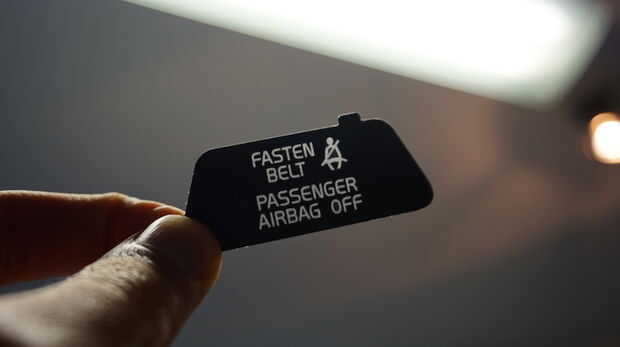 FASTEN
BELT
PASSENGER
AIRBAG OFF